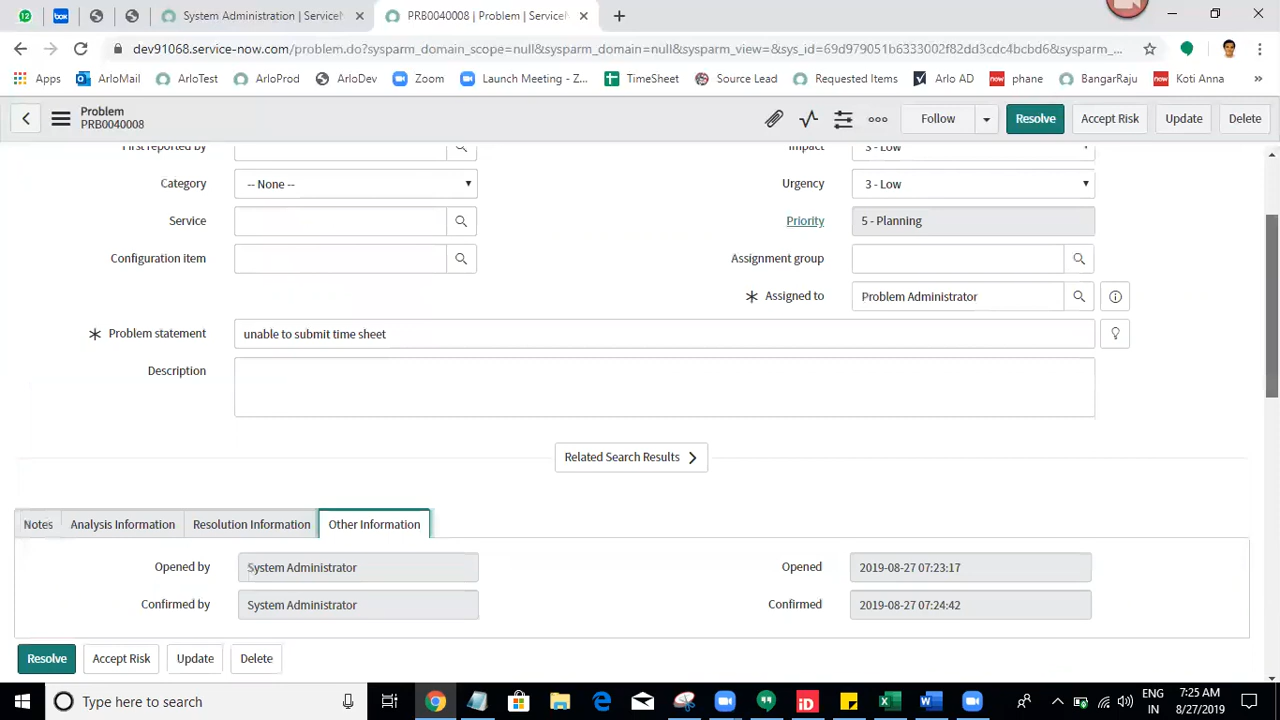 12
box
System Administration | ServiceN
PRB0040008 | Problem | ServiceN
dev91068.service-now.com/problem.do?sysparm_domain_scope=null&sysparm_domain=null&sysparm_view=&sys_id=69d979051b6333002f82dd3cdc4bcbd6&sysparm_...
Apps
ArloMail
ArloTest
ArloProd
ArloDev
Zoom
Launch Meeting - Z...
TimeSheet
Source Lead
Requested Items
Arlo AD
now phane
BangarRaju
now Koti Anna
»
Problem
PRB0040008
Follow
Resolve
Accept Risk
Update
Delete
First reported by
Impact
3 - Low
Category
-- None --
Urgency
3 - Low
Service
Priority
5 - Planning
Configuration item
Assignment group
Assigned to
Problem Administrator
Problem statement
unable to submit time sheet
Description
Related Search Results
Notes
Analysis Information
Resolution Information
Other Information
Opened by
System Administrator
Opened
2019-08-27 07:23:17
Confirmed by
System Administrator
Confirmed
2019-08-27 07:24:42
Resolve
Accept Risk
Update
Delete
Type here to search
iD
ENG
IN
7:25 AM
8/27/2019